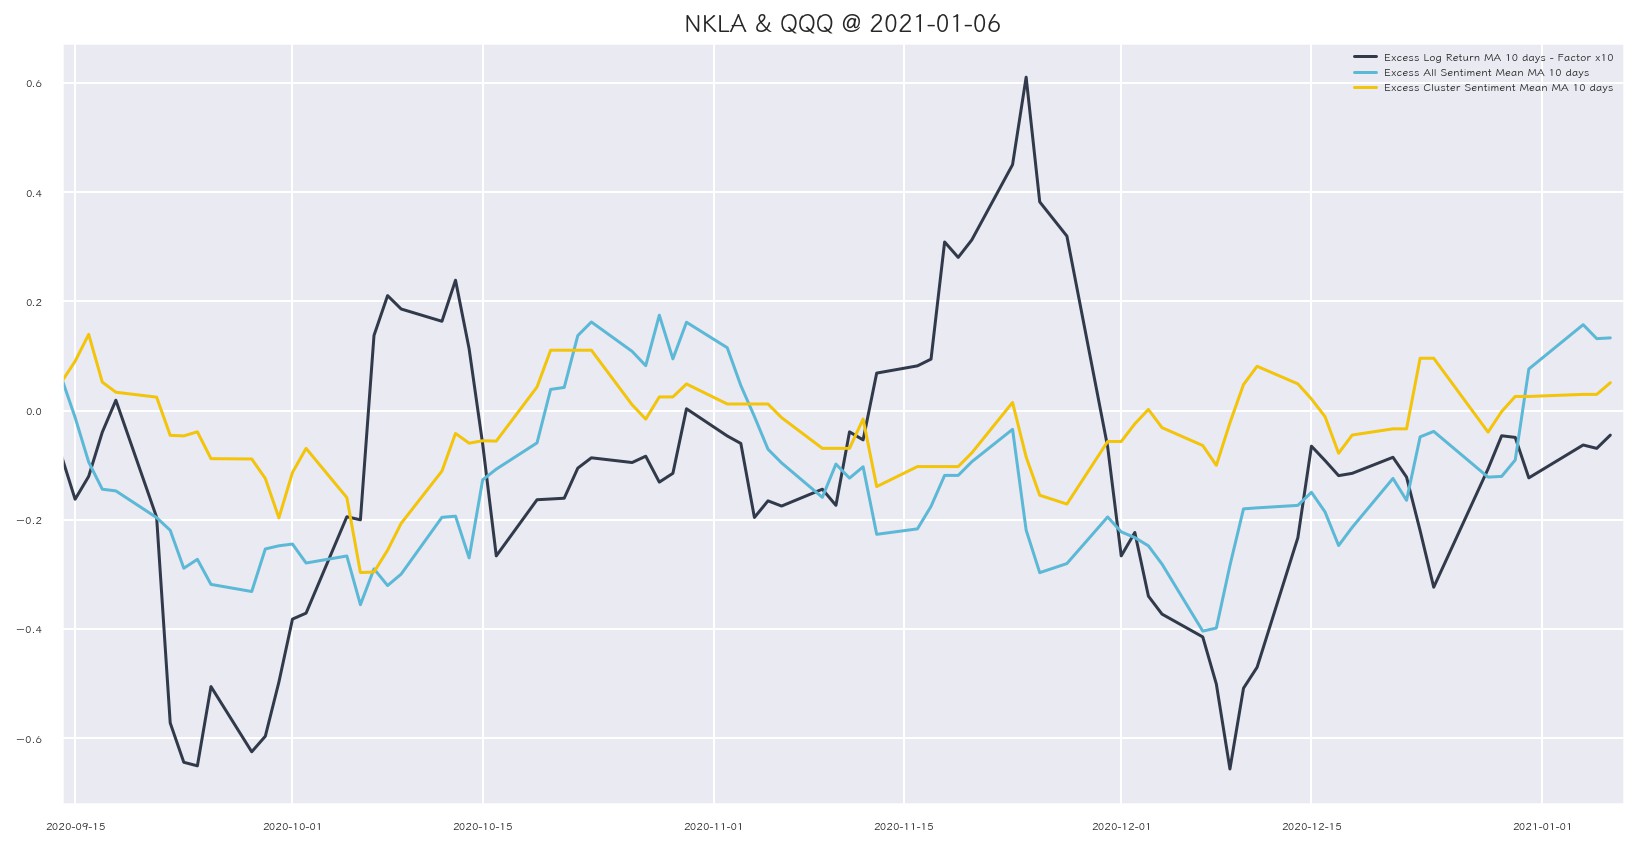 NKLA & QQQ @ 2021-01-06
Excess Log Return MA 10 days - Factor x10
Excess All Sentiment Mean MA 10 days
Excess Cluster Sentiment Mean MA 10 days
0.6
0.4
0.2
0.0
−0.2
−0.4
−0.6
2020-09-15 2020-10-01 2020-10-15 2020-11-01 2020-11-15 2020-12-01 2020-12-15 2021-01-01